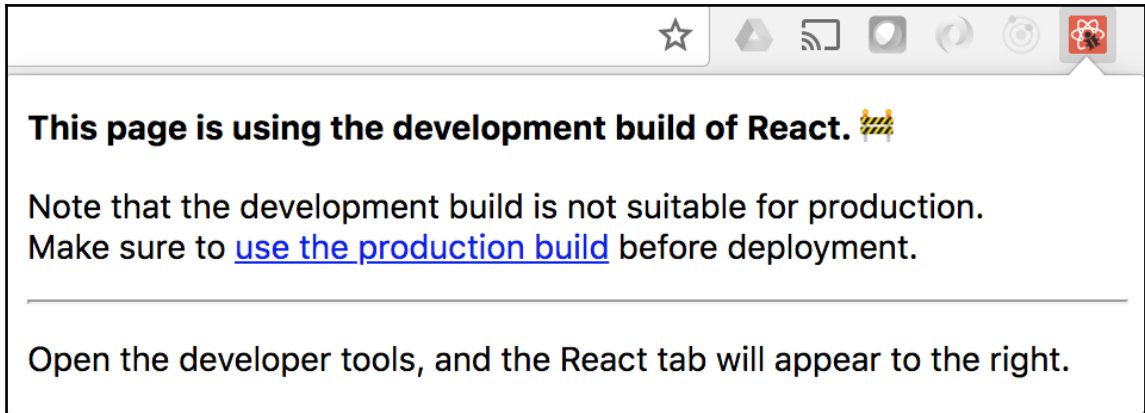 This page is using the development build of React. 🚧
Note that the development build is not suitable for production.
Make sure to use the production build before deployment.
Open the developer tools, and the React tab will appear to the right.